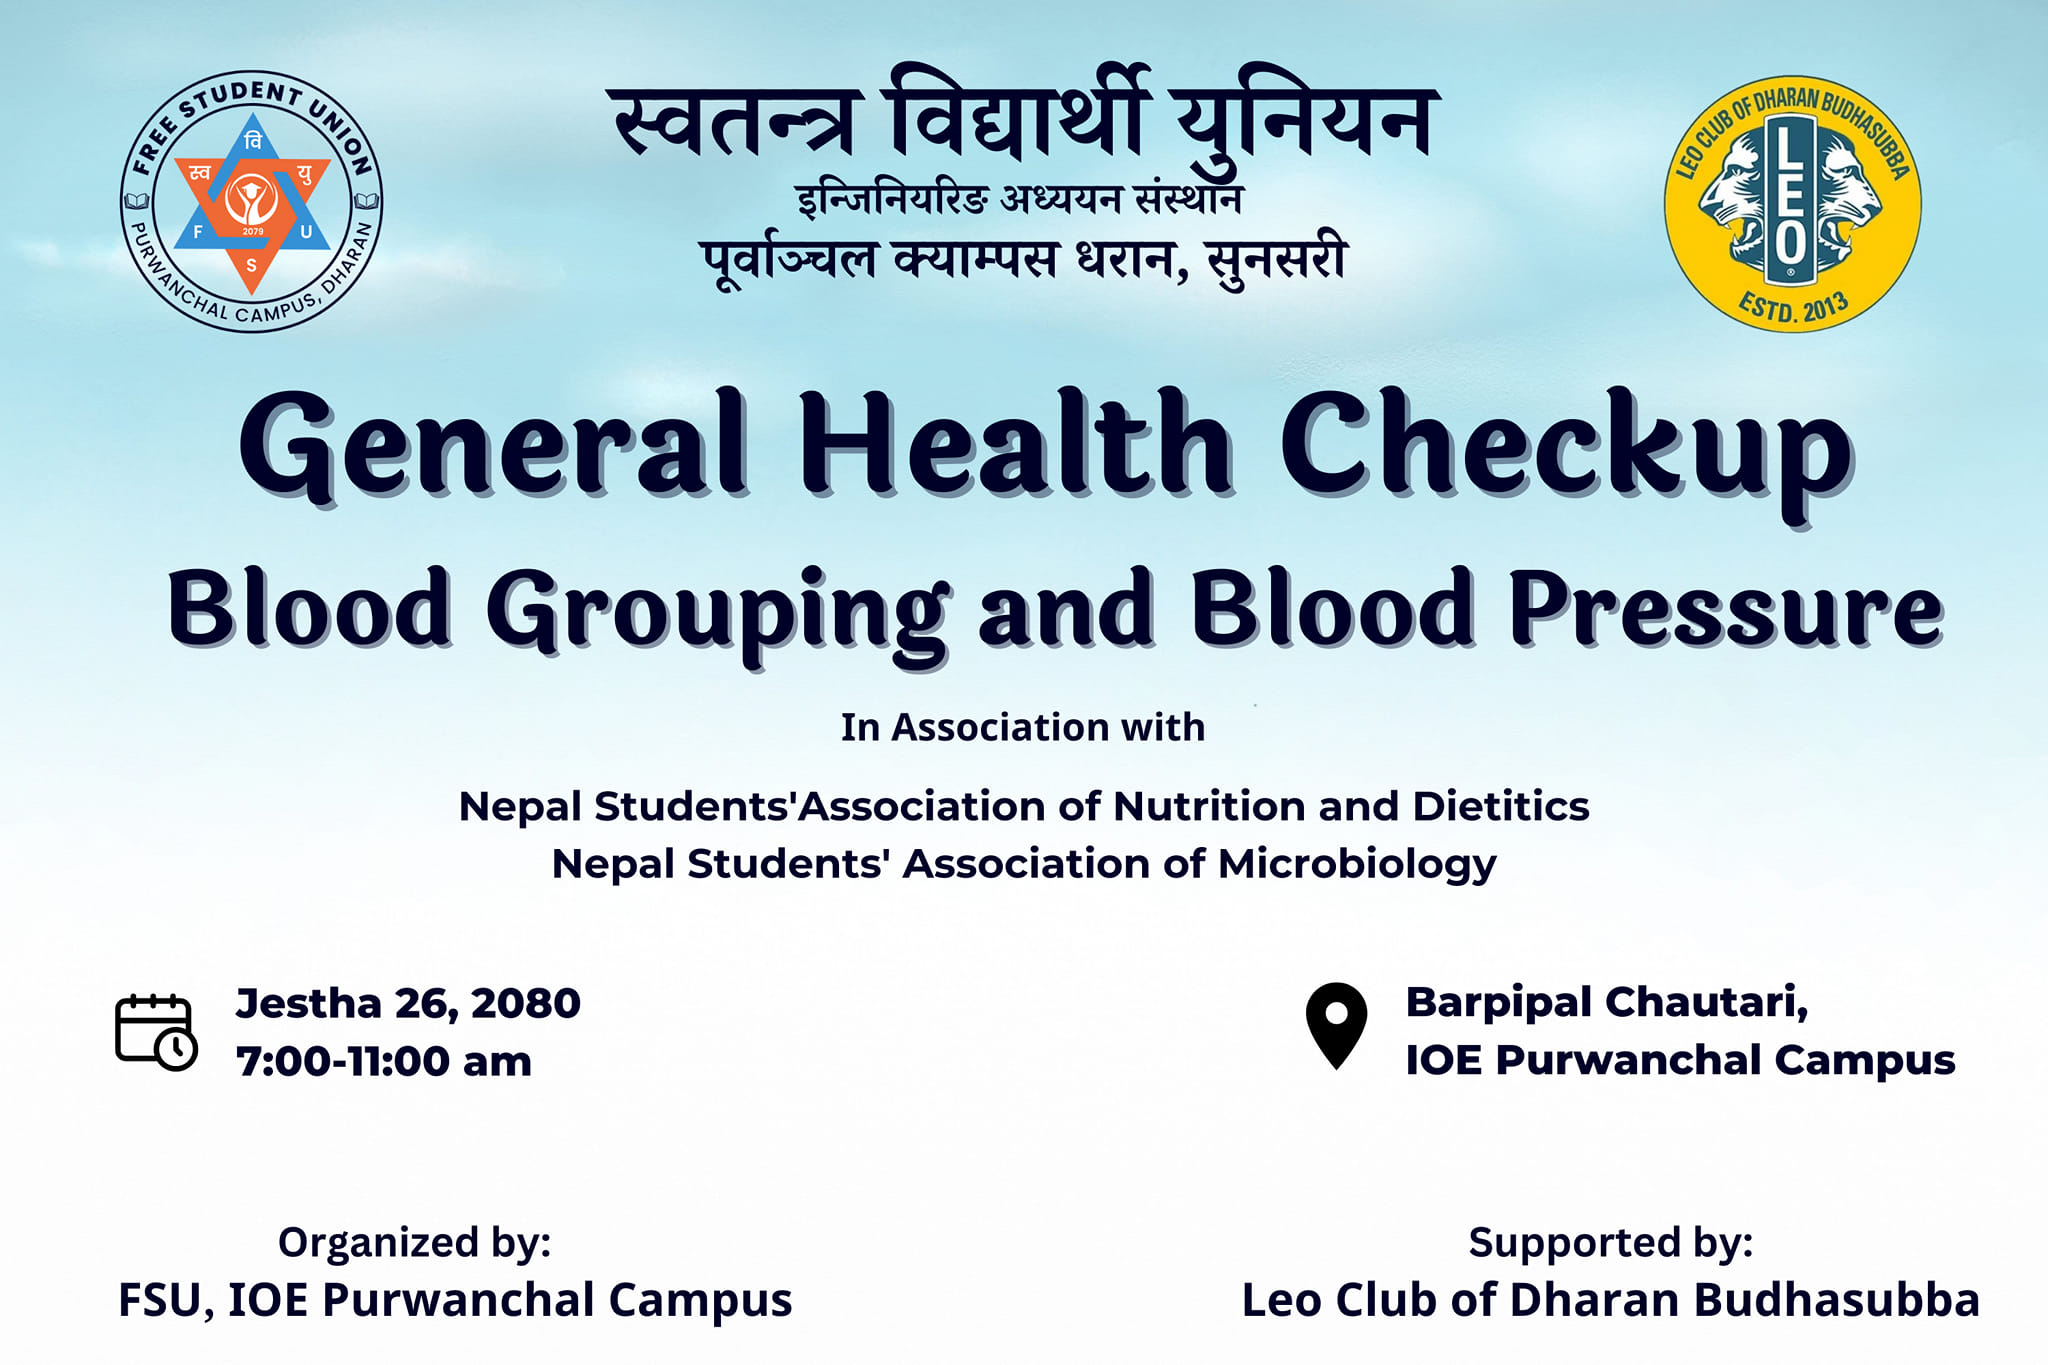 FREE STUDENT UNION
वि
स्व
यु
2079
F
U
S
PURWANCHAL CAMPUS, DHARAN
स्वतन्त्र विद्यार्थी युनियन
इन्जिनियरिङ अध्ययन संस्थान
पूर्वाञ्चल क्याम्पस धरान, सुनसरी
LEO CLUB OF DHARAN BUDHASUBBA
LEO
®
ESTD. 2013
General Health Checkup
Blood Grouping and Blood Pressure
In Association with
Nepal Students'Association of Nutrition and Dietitics
Nepal Students' Association of Microbiology
Jestha 26, 2080
7:00-11:00 am
Barpipal Chautari,
IOE Purwanchal Campus
Organized by:
FSU, IOE Purwanchal Campus
Supported by:
Leo Club of Dharan Budhasubba